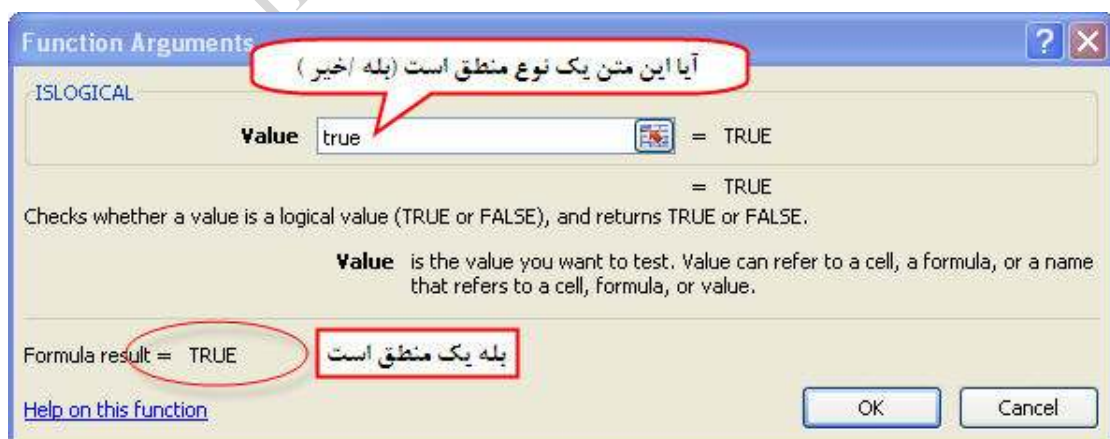 Function Arguments
آیا این متن یک نوع منطق است (بله /خیر )
ISLOGICAL
Value true = TRUE
= TRUE
Checks whether a value is a logical value (TRUE or FALSE), and returns TRUE or FALSE.
Value is the value you want to test. Value can refer to a cell, a formula, or a name
that refers to a cell, formula, or value.
Formula result = TRUE
بله یک منطق است
Help on this function
OK Cancel